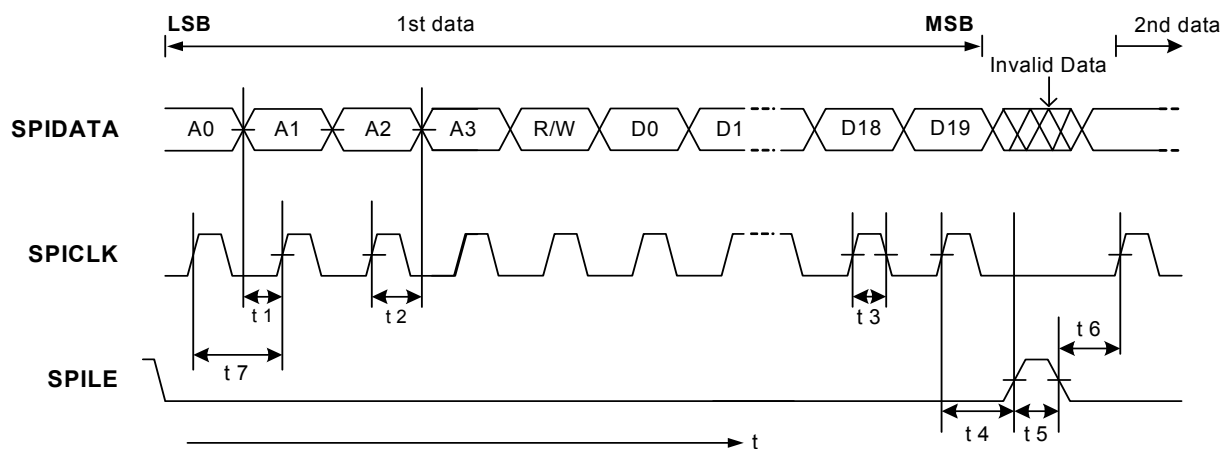 LSB 1st data MSB 2nd data
Invalid Data
SPIDATA A0 A1 A2 A3 R/W D0 D1 D18 D19
SPICLK
t 1 t 2 t 3
t 6
t 7
SPILE
t 4 t 5
t